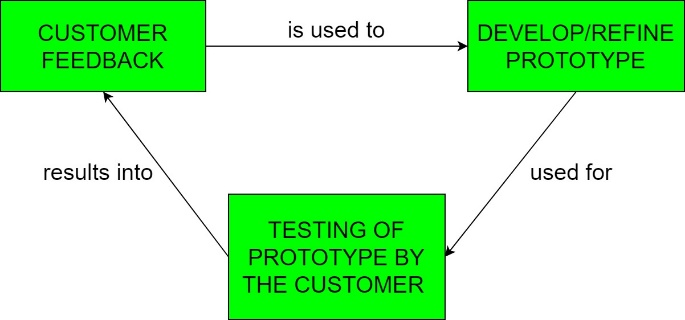 CUSTOMER
FEEDBACK
is used to
DEVELOP/REFINE
PROTOTYPE
used for
TESTING OF
PROTOTYPE BY
THE CUSTOMER
results into